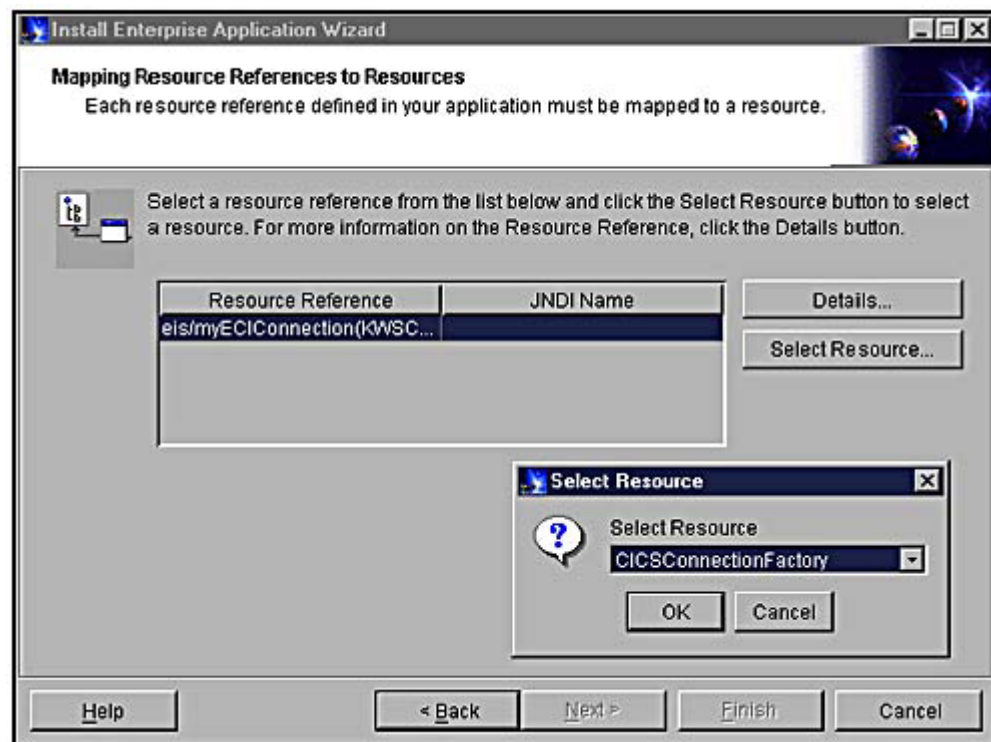 Install Enterprise Application Wizard
Mapping Resource References to Resources
Each resource reference defined in your application must be mapped to a resource.
Select a resource reference from the list below and click the Select Resource button to select
a resource. For more information on the Resource Reference, click the Details button.
Resource Reference JNDI Name
eis/myECIConnection(KWSC...
Details...
Select Resource...
Select Resource
Select Resource
CICSConnectionFactory
OK Cancel
Help < Back Next > Finish Cancel